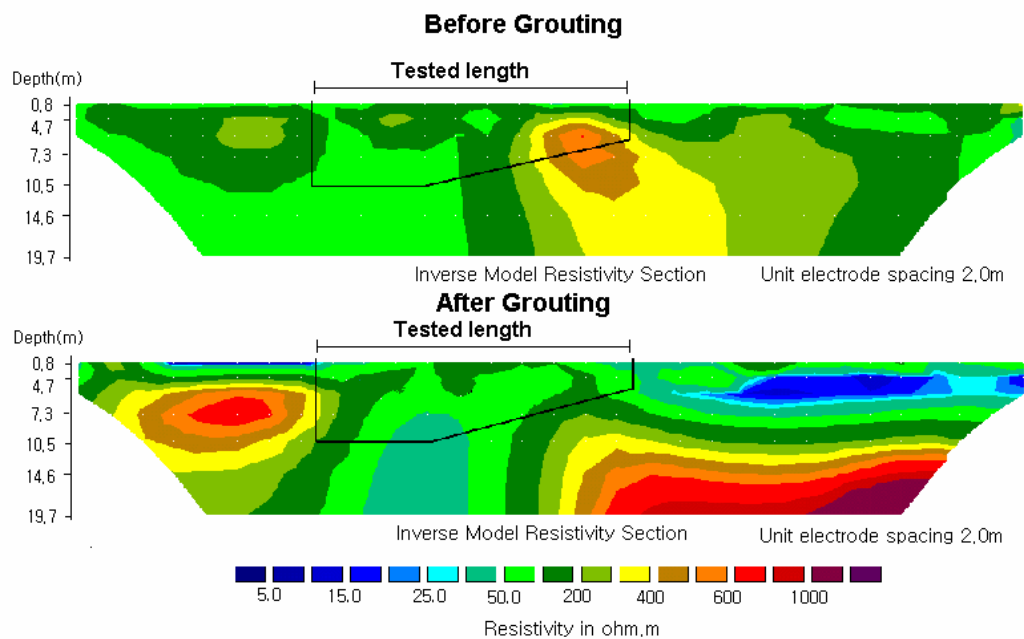 Before Grouting
Tested length
Depth(m)
0,8
4,7
7,3
10,5
14,6
19,7
Inverse Model Resistivity Section Unit electrode spacing 2,0m
After Grouting
Tested length
Depth(m)
0,8
4,7
7,3
10,5
14,6
19,7
Inverse Model Resistivity Section Unit electrode spacing 2,0m
5.0 15.0 25.0 50.0 200 400 600 1000
Resistivity in ohm,m